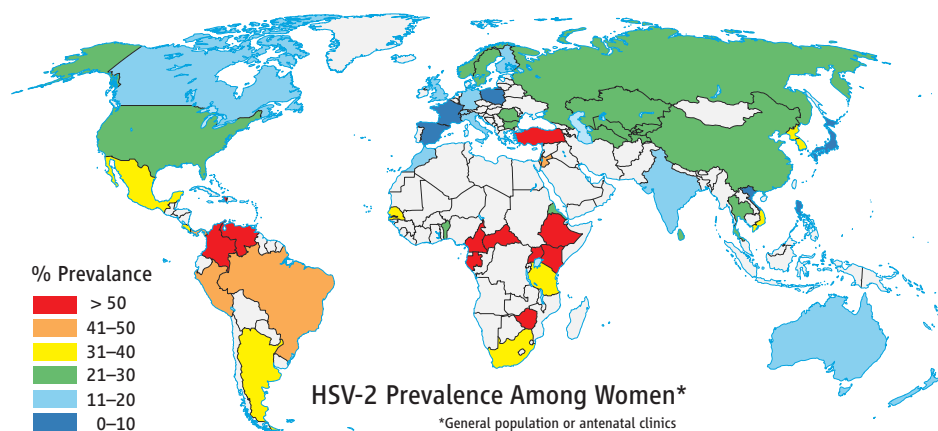 % Prevalance
> 50
41–50
31–40
21–30
11–20
0–10
HSV-2 Prevalence Among Women*
*General population or antenatal clinics